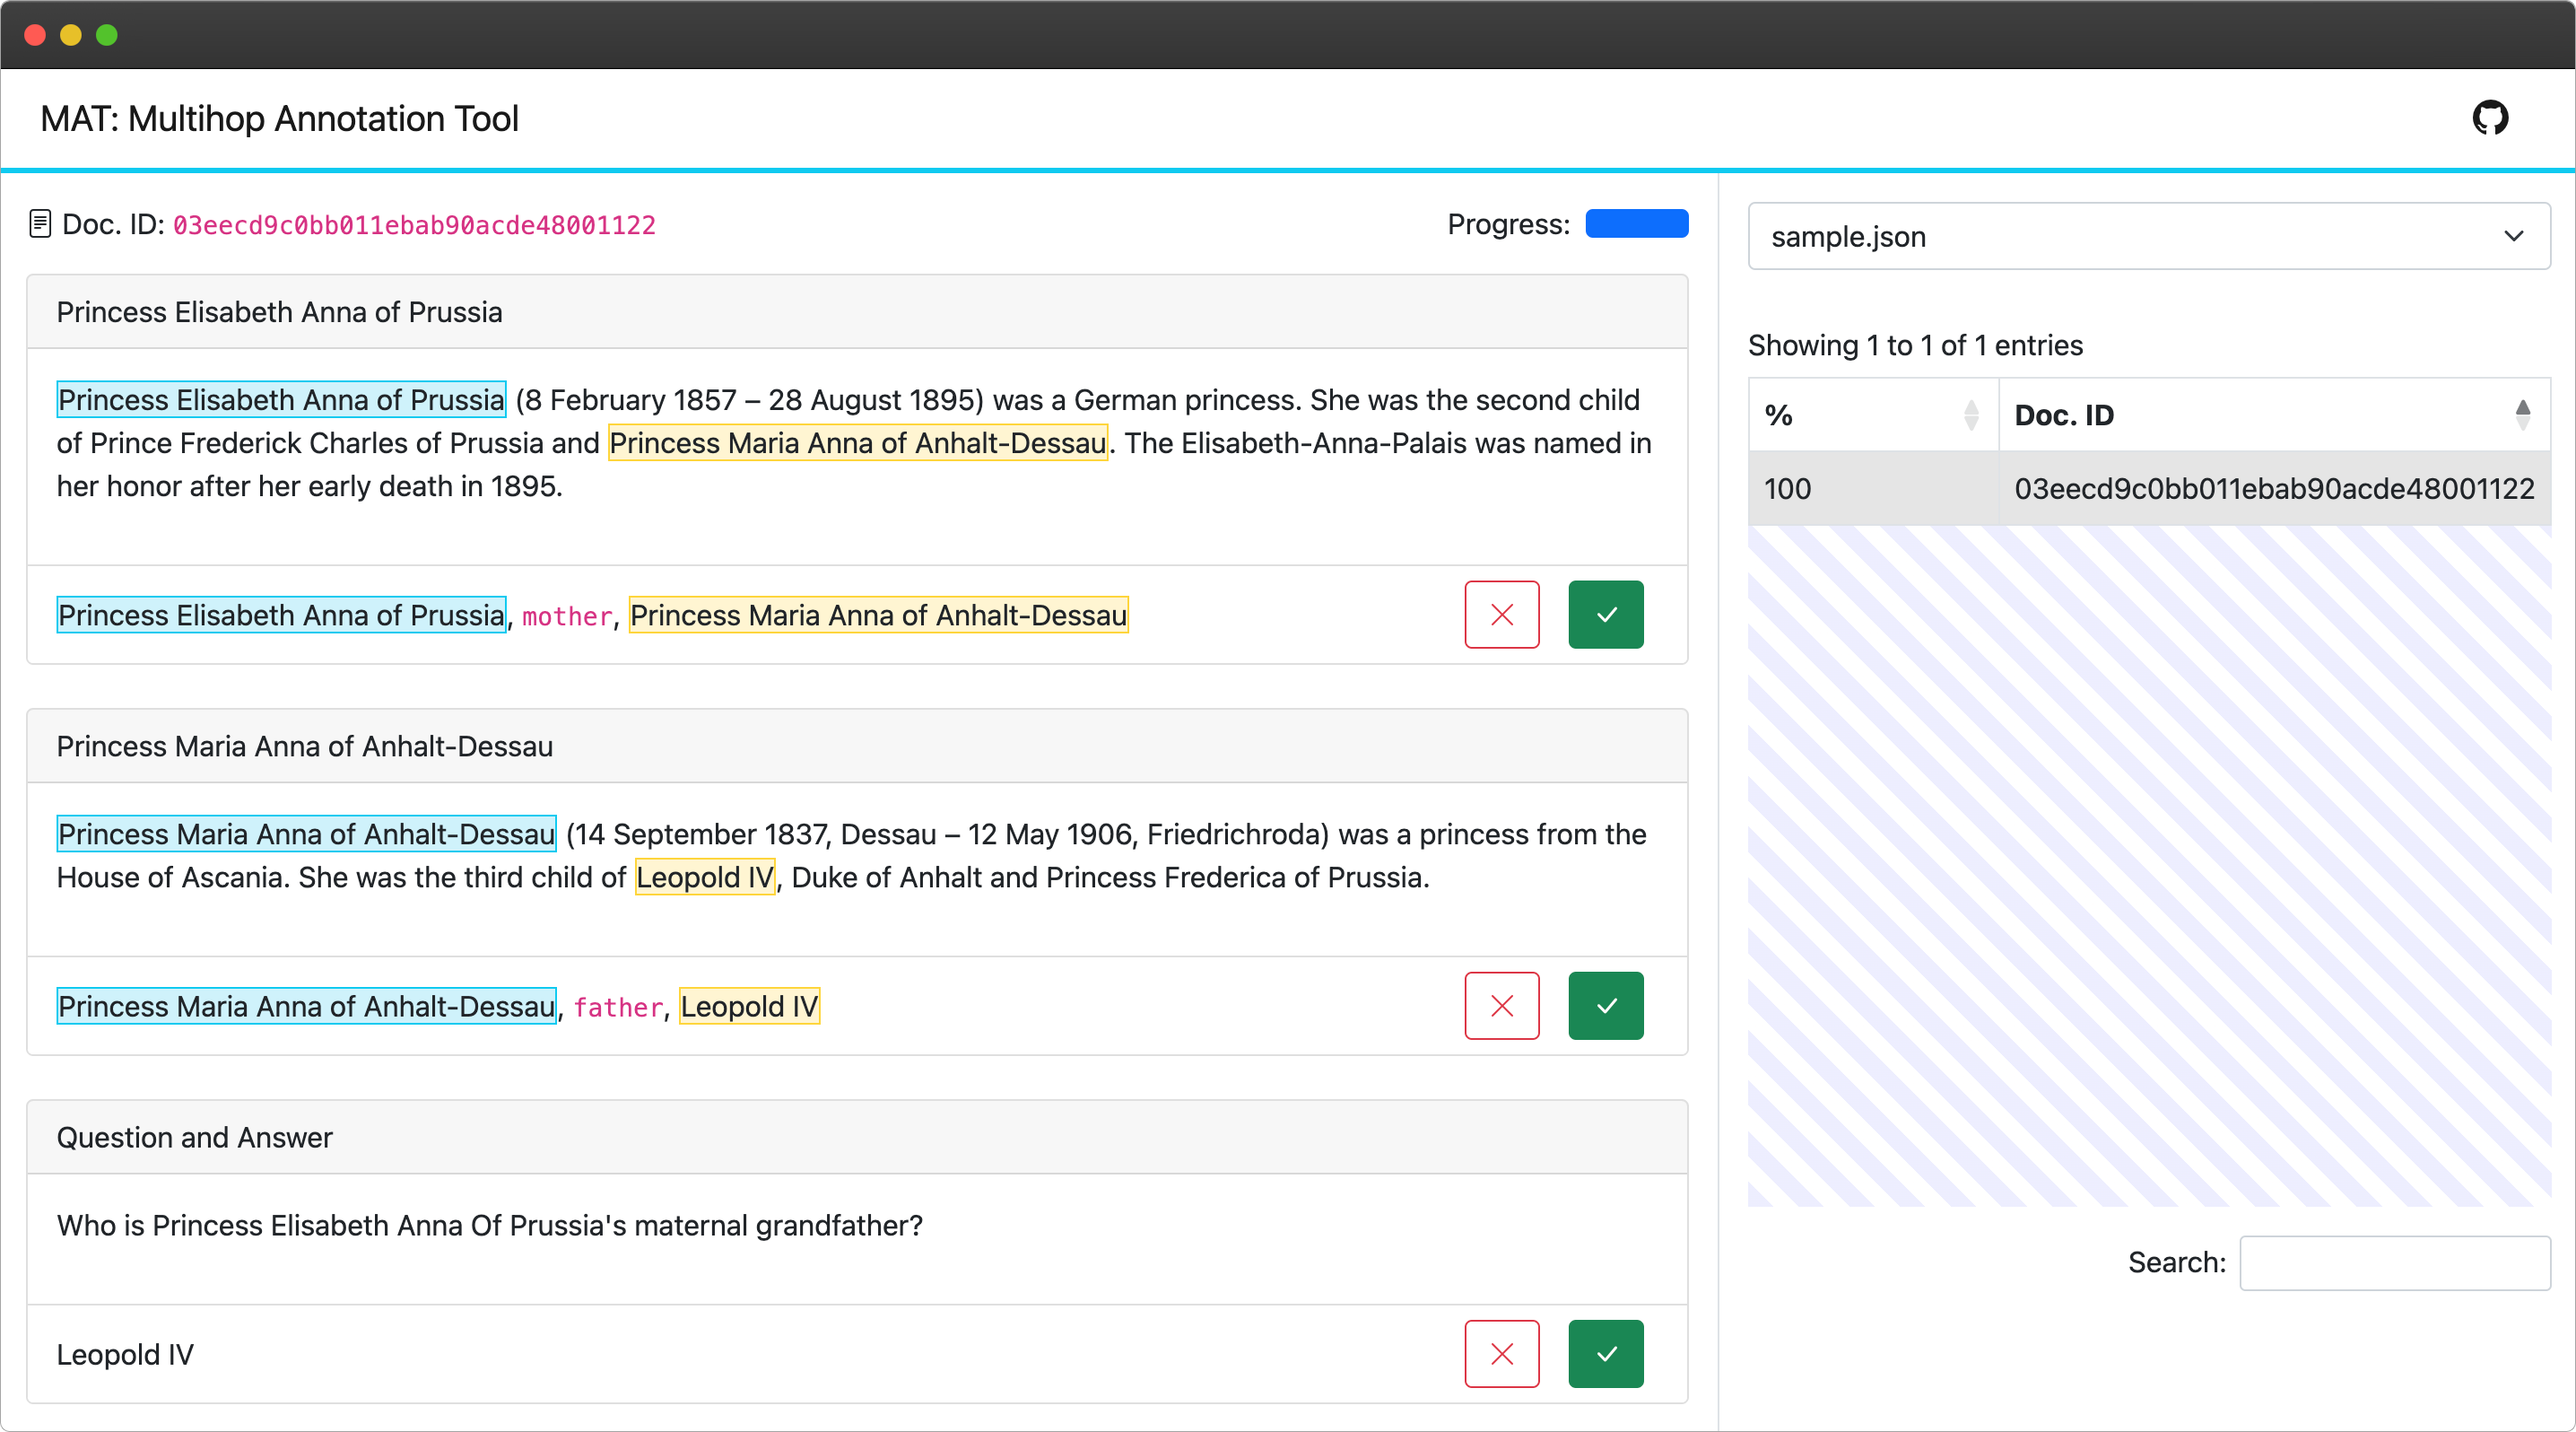 MAT: Multihop Annotation Tool
Doc. ID: 03eecd9c0bb011ebab90acde48001122
Progress:
Princess Elisabeth Anna of Prussia
Princess Elisabeth Anna of Prussia (8 February 1857 – 28 August 1895) was a German princess. She was the second child
of Prince Frederick Charles of Prussia and Princess Maria Anna of Anhalt-Dessau. The Elisabeth-Anna-Palais was named in
her honor after her early death in 1895.
Princess Elisabeth Anna of Prussia, mother, Princess Maria Anna of Anhalt-Dessau
Princess Maria Anna of Anhalt-Dessau
Princess Maria Anna of Anhalt-Dessau (14 September 1837, Dessau – 12 May 1906, Friedrichroda) was a princess from the
House of Ascania. She was the third child of Leopold IV, Duke of Anhalt and Princess Frederica of Prussia.
Princess Maria Anna of Anhalt-Dessau, father, Leopold IV
Question and Answer
Who is Princess Elisabeth Anna Of Prussia's maternal grandfather?
Leopold IV
sample.json
Showing 1 to 1 of 1 entries
% Doc. ID
100 03eecd9c0bb011ebab90acde48001122
Search: